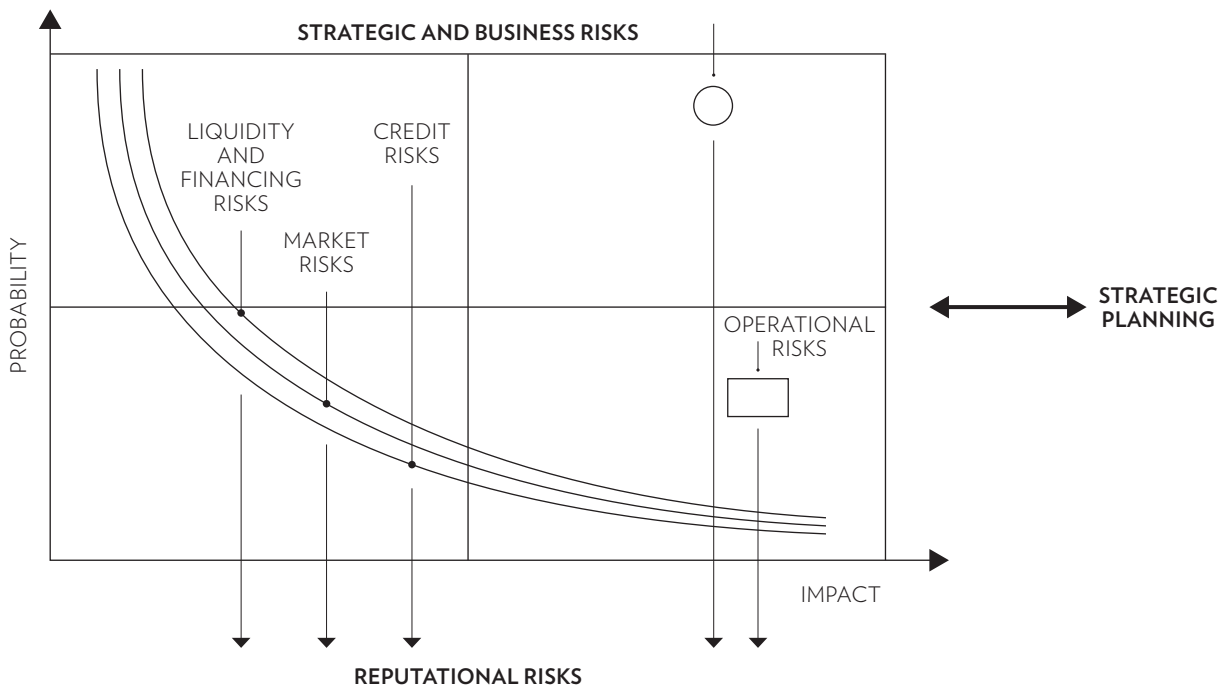 STRATEGIC AND BUSINESS RISKS
LIQUIDITY
AND
FINANCING
RISKS
CREDIT
RISKS
MARKET
RISKS
PROBABILITY
OPERATIONAL
RISKS
STRATEGIC
PLANNING
IMPACT
REPUTATIONAL RISKS